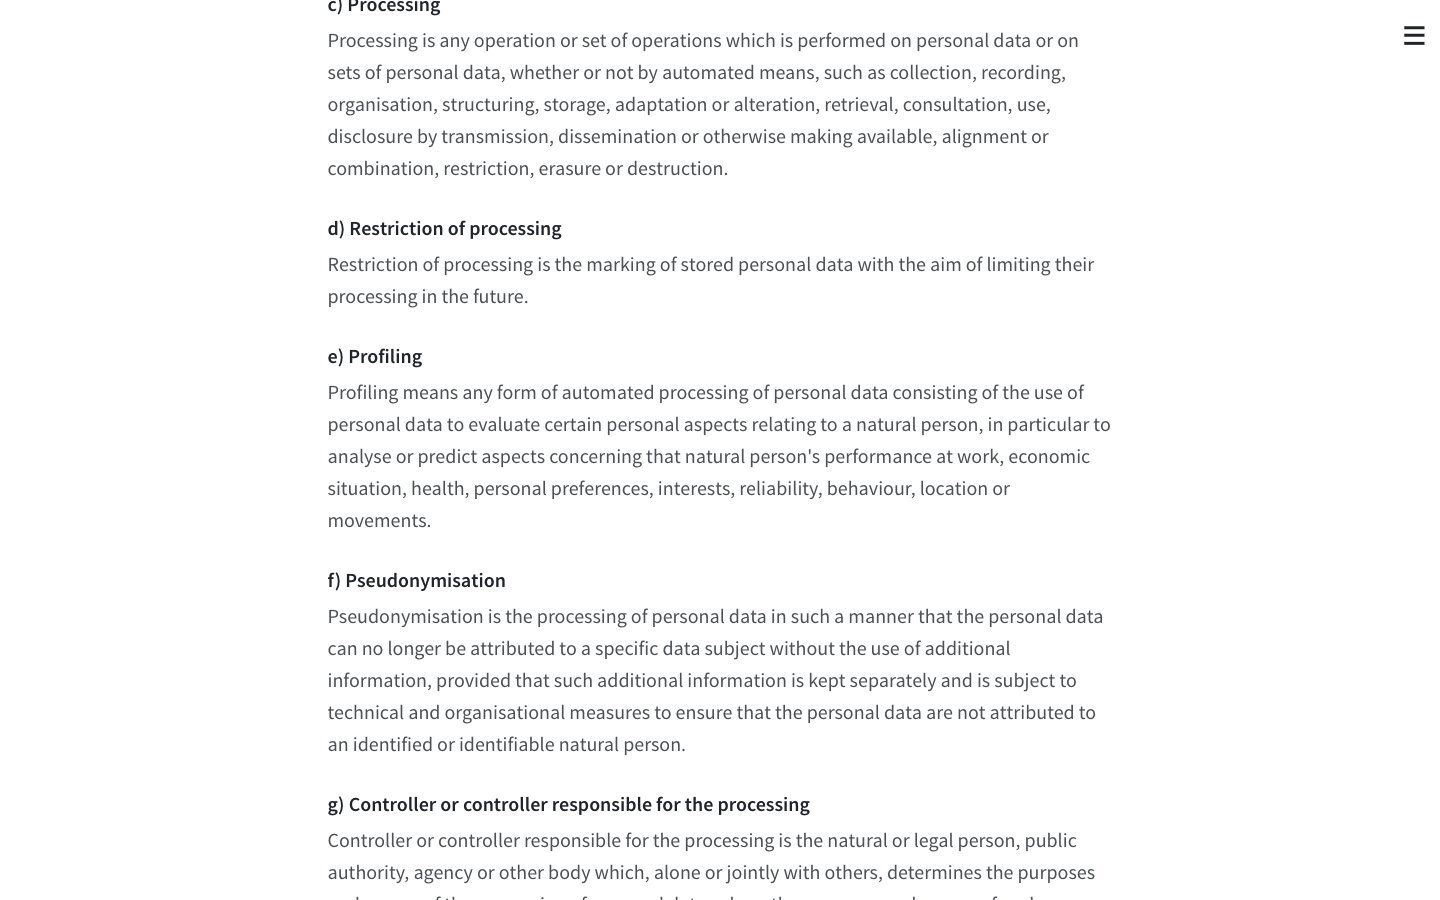 c) Processing
Processing is any operation or set of operations which is performed on personal data or on
sets of personal data, whether or not by automated means, such as collection, recording,
organisation, structuring, storage, adaptation or alteration, retrieval, consultation, use,
disclosure by transmission, dissemination or otherwise making available, alignment or
combination, restriction, erasure or destruction.
d) Restriction of processing
Restriction of processing is the marking of stored personal data with the aim of limiting their
processing in the future.
e) Profiling
Profiling means any form of automated processing of personal data consisting of the use of
personal data to evaluate certain personal aspects relating to a natural person, in particular to
analyse or predict aspects concerning that natural person's performance at work, economic
situation, health, personal preferences, interests, reliability, behaviour, location or
movements.
f) Pseudonymisation
Pseudonymisation is the processing of personal data in such a manner that the personal data
can no longer be attributed to a specific data subject without the use of additional
information, provided that such additional information is kept separately and is subject to
technical and organisational measures to ensure that the personal data are not attributed to
an identified or identifiable natural person.
g) Controller or controller responsible for the processing
Controller or controller responsible for the processing is the natural or legal person, public
authority, agency or other body which, alone or jointly with others, determines the purposes